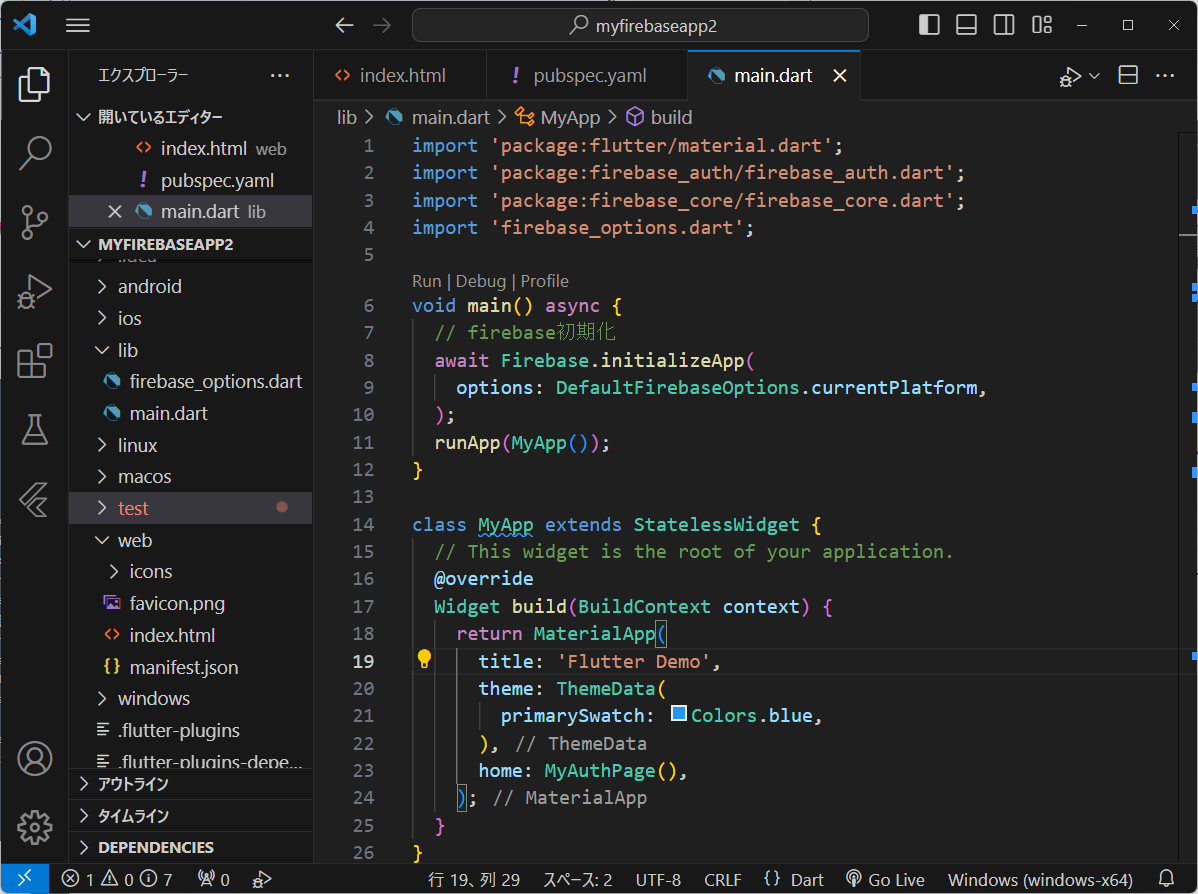 myfirebaseapp2
エクスプローラー
index.html
! pubspec.yaml
main.dart
開いているエディター
index.html web
! pubspec.yaml
main.dart lib
MYFIREBASEAPP2
.idea
android
ios
lib
firebase_options.dart
main.dart
linux
macos
test
web
icons
favicon.png
index.html
{} manifest.json
windows
.flutter-plugins
.flutter-plugins-depe...
アウトライン
タイムライン
DEPENDENCIES
lib > main.dart > MyApp > build
1 import 'package:flutter/material.dart';
2 import 'package:firebase_auth/firebase_auth.dart';
3 import 'package:firebase_core/firebase_core.dart';
4 import 'firebase_options.dart';
5
Run | Debug | Profile
6 void main() async {
7 // firebase初期化
8 await Firebase.initializeApp(
9 options: DefaultFirebaseOptions.currentPlatform,
10 );
11 runApp(MyApp());
12 }
13
14 class MyApp extends StatelessWidget {
15 // This widget is the root of your application.
16 @override
17 Widget build(BuildContext context) {
18 return MaterialApp(
19 title: 'Flutter Demo',
20 theme: ThemeData(
21 primarySwatch: Colors.blue,
22 ), // ThemeData
23 home: MyAuthPage(),
24 ); // MaterialApp
25 }
26 }
1 0 7 0 行 19、列 29 スペース: 2 UTF-8 CRLF {} Dart Go Live Windows (windows-x64)